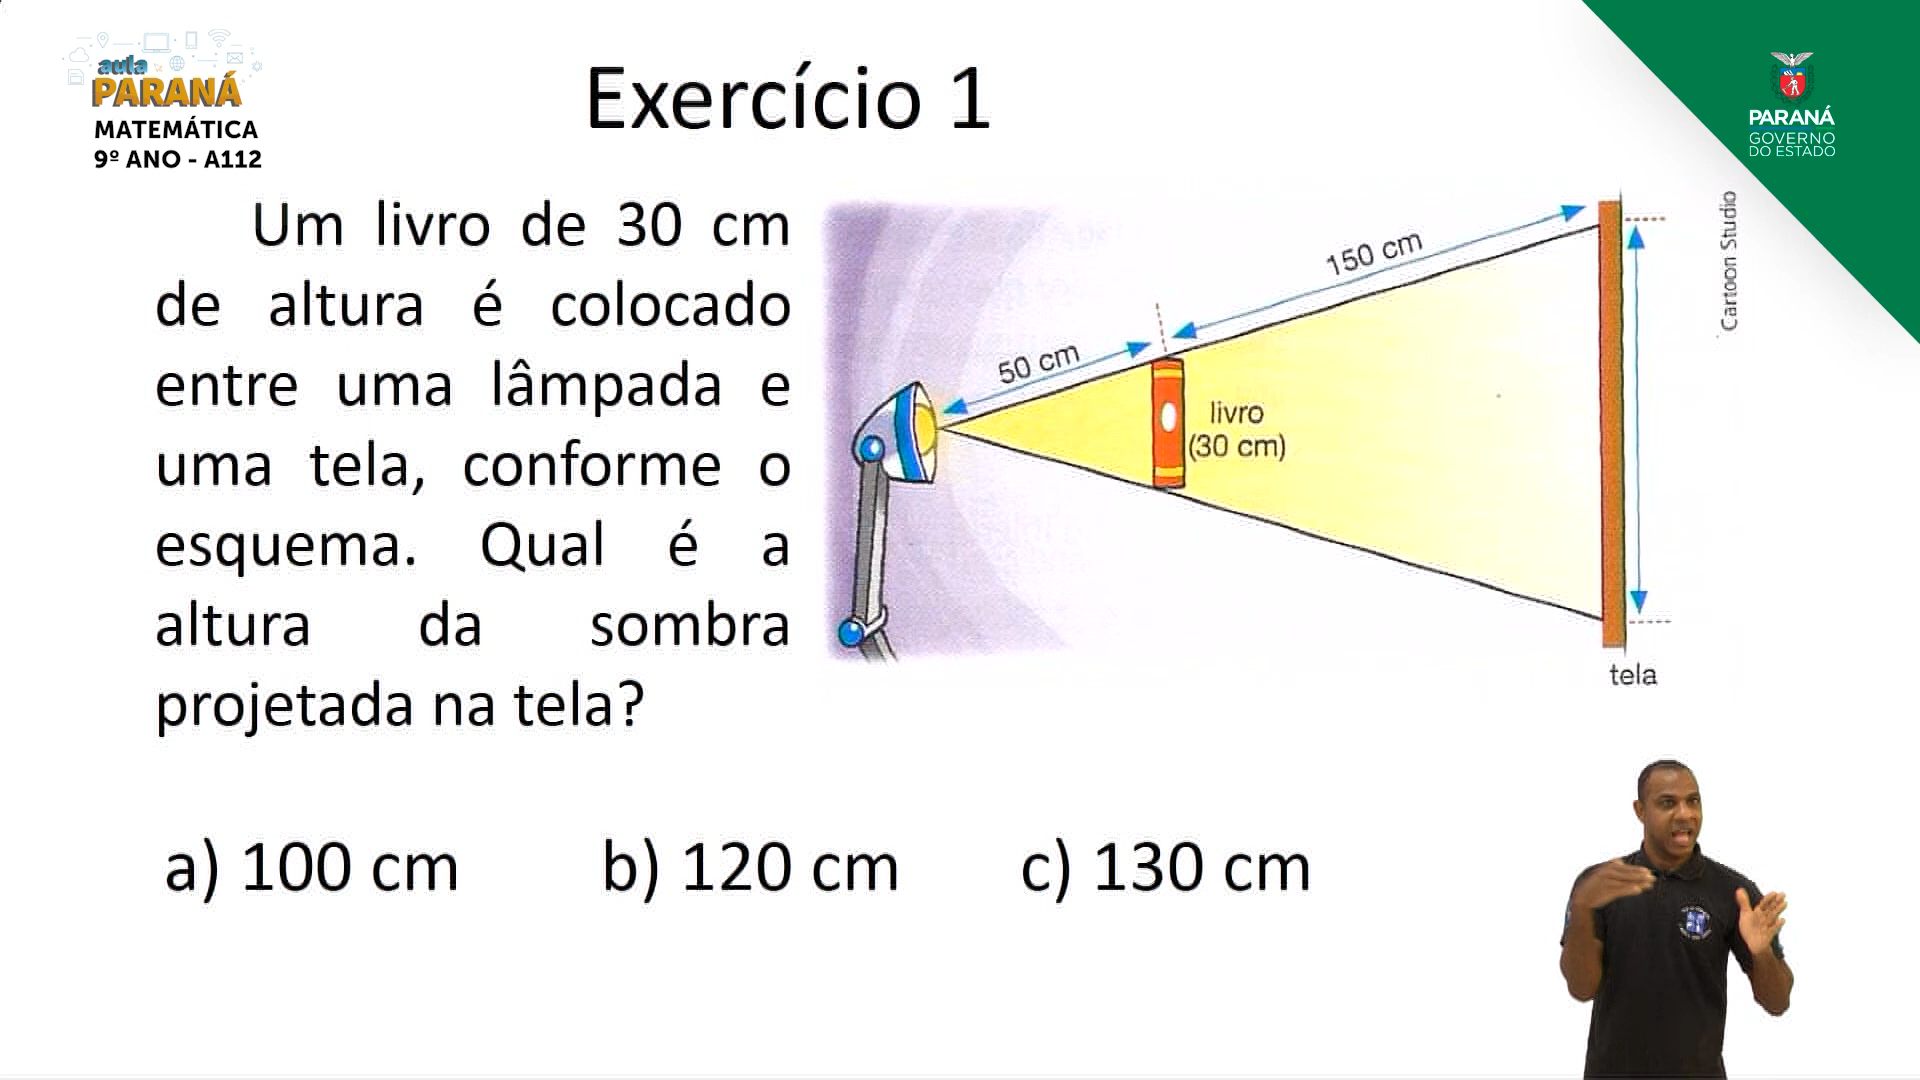 aula
PARANÁ
MATEMÁTICA
9º ANO - A112
Exercício 1
PARANÁ
GOVERNO
DO ESTADO
Um livro de 30 cm
de altura é colocado
entre uma lâmpada e
uma tela, conforme o
esquema. Qual é a
altura da sombra
projetada na tela?
150 cm
50 cm
livro
(30 cm)
tela
Cartoon Studio
a) 100 cm b) 120 cm c) 130 cm